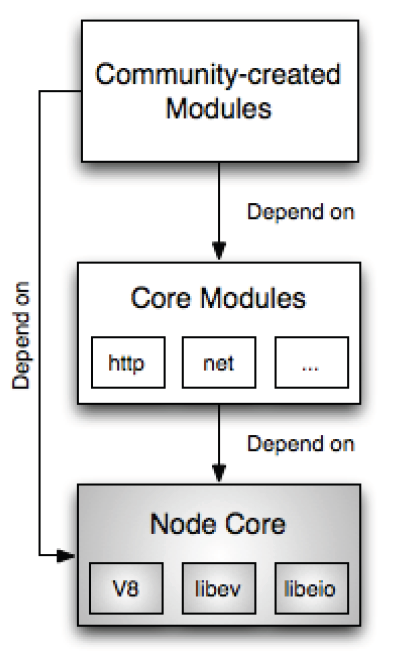 Community-created
Modules
Depend on
Depend on
Core Modules
http
net
...
Depend on
Node Core
V8
libev
libeio